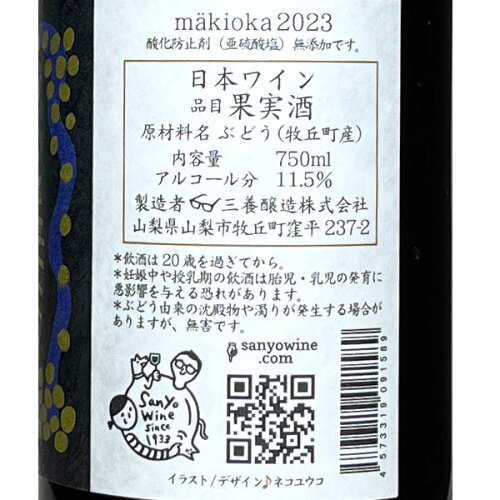 mäkioka2023
酸化防止剤（亜硫酸塩）無添加です。
日本ワイン
品目 果実酒
原材料名 ぶどう（牧丘町産）
内容量 750ml
アルコール分 11.5%
製造者 三養醸造株式会社
山梨県山梨市牧丘町窪平 237-2
*飲酒は20歳を過ぎてから。
*妊娠中や授乳期の飲酒は胎児・乳児の発育に
悪影響を与える恐れがあります。
*ぶどう由来の沈殿物や濁りが発生する場合が
ありますが、無害です。
sanyowine
.com
Sanyo
Wine
since
1933
4573319091589
イラスト/デザイン♪ネコユウコ